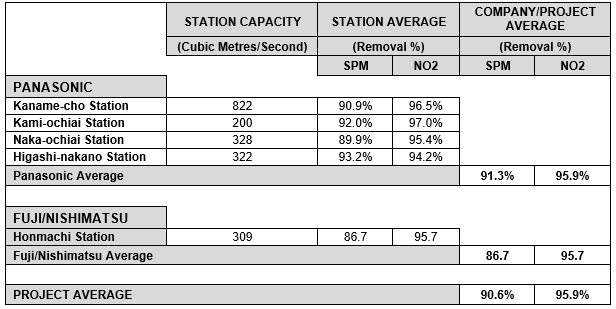 STATION CAPACITY STATION AVERAGE COMPANY/PROJECT AVERAGE
(Cubic Metres/Second) (Removal %) (Removal %)
SPM NO2 SPM NO2
PANASONIC
Kaname-cho Station 822 90.9% 96.5%
Kami-ochiai Station 200 92.0% 97.0%
Naka-ochiai Station 328 89.9% 95.4%
Higashi-nakano Station 322 93.2% 94.2%
Panasonic Average 91.3% 95.9%
FUJI/NISHIMATSU
Honmachi Station 309 86.7 95.7
Fuji/Nishimatsu Average 86.7 95.7
PROJECT AVERAGE 90.6% 95.9%